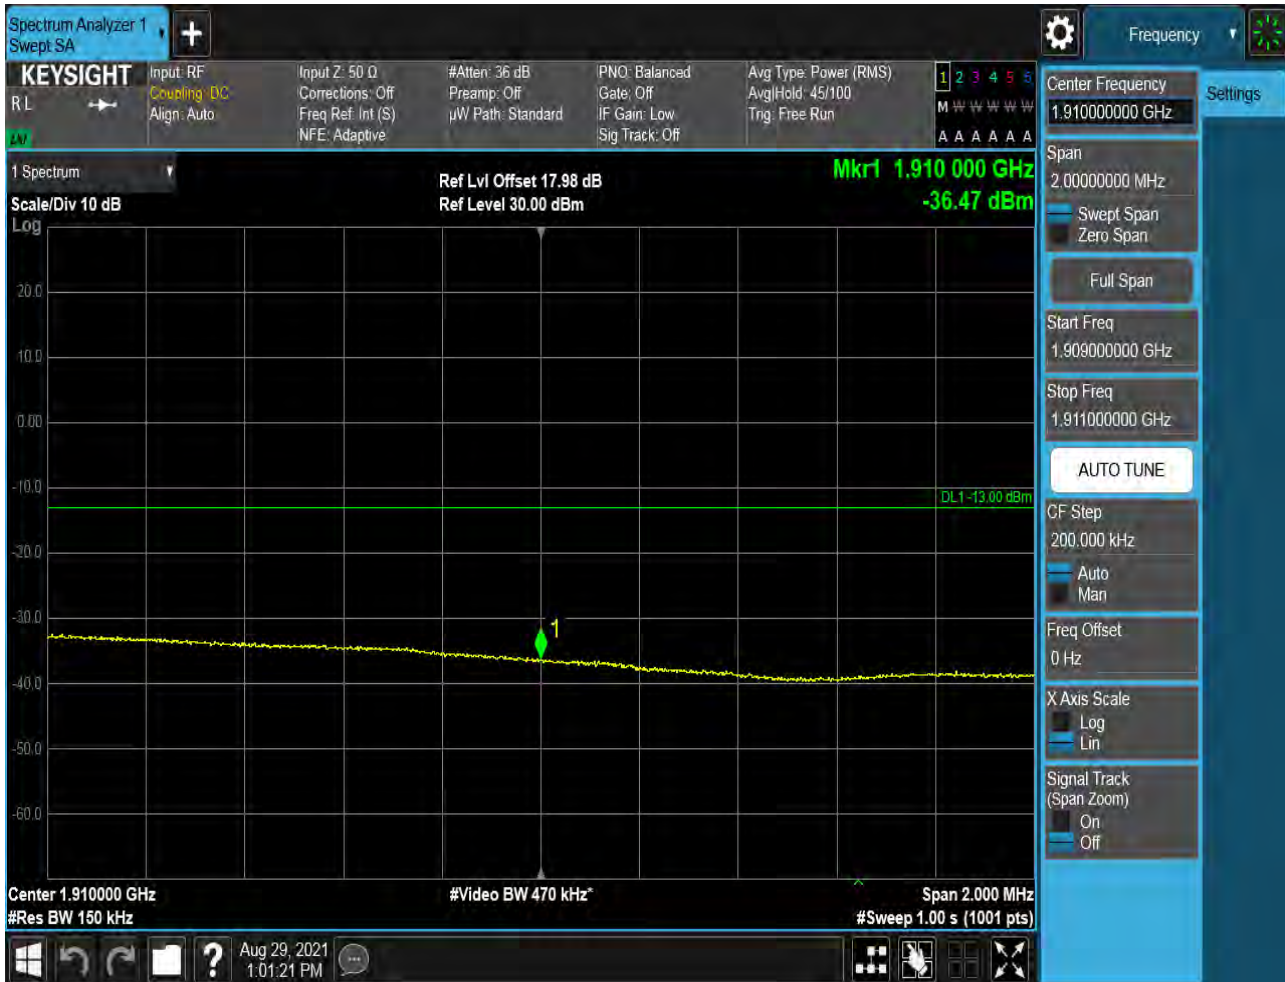 Spectrum Analyzer 1
Swept SA
Frequency
KEYSIGHT
R L
LNI
Input: RF
Coupling: DC
Align: Auto
Input Z: 50 Ω
Corrections: Off
Freq Ref: Int (S)
NFE: Adaptive
#Atten: 36 dB
Preamp: Off
µW Path: Standard
PNO: Balanced
Gate: Off
IF Gain: Low
Sig Track: Off
Avg Type: Power (RMS)
Avg|Hold: 45/100
Trig: Free Run
1 2 3 4 5 6
M W W W W W
A A A A A A
1 Spectrum
Scale/Div 10 dB
Log
Ref Lvl Offset 17.98 dB
Ref Level 30.00 dBm
Mkr1 1.910 000 GHz
-36.47 dBm
20.0
10.0
0.00
-10.0
DL1 -13.00 dBm
-20.0
-30.0
1
-40.0
-50.0
-60.0
Center 1.910000 GHz
#Res BW 150 kHz
#Video BW 470 kHz*
Span 2.000 MHz
#Sweep 1.00 s (1001 pts)
Aug 29, 2021
1:01:21 PM
Center Frequency
1.910000000 GHz
Settings
Span
2.00000000 MHz
Swept Span
Zero Span
Full Span
Start Freq
1.909000000 GHz
Stop Freq
1.911000000 GHz
AUTO TUNE
CF Step
200.000 kHz
Auto
Man
Freq Offset
0 Hz
X Axis Scale
Log
Lin
Signal Track
(Span Zoom)
On
Off